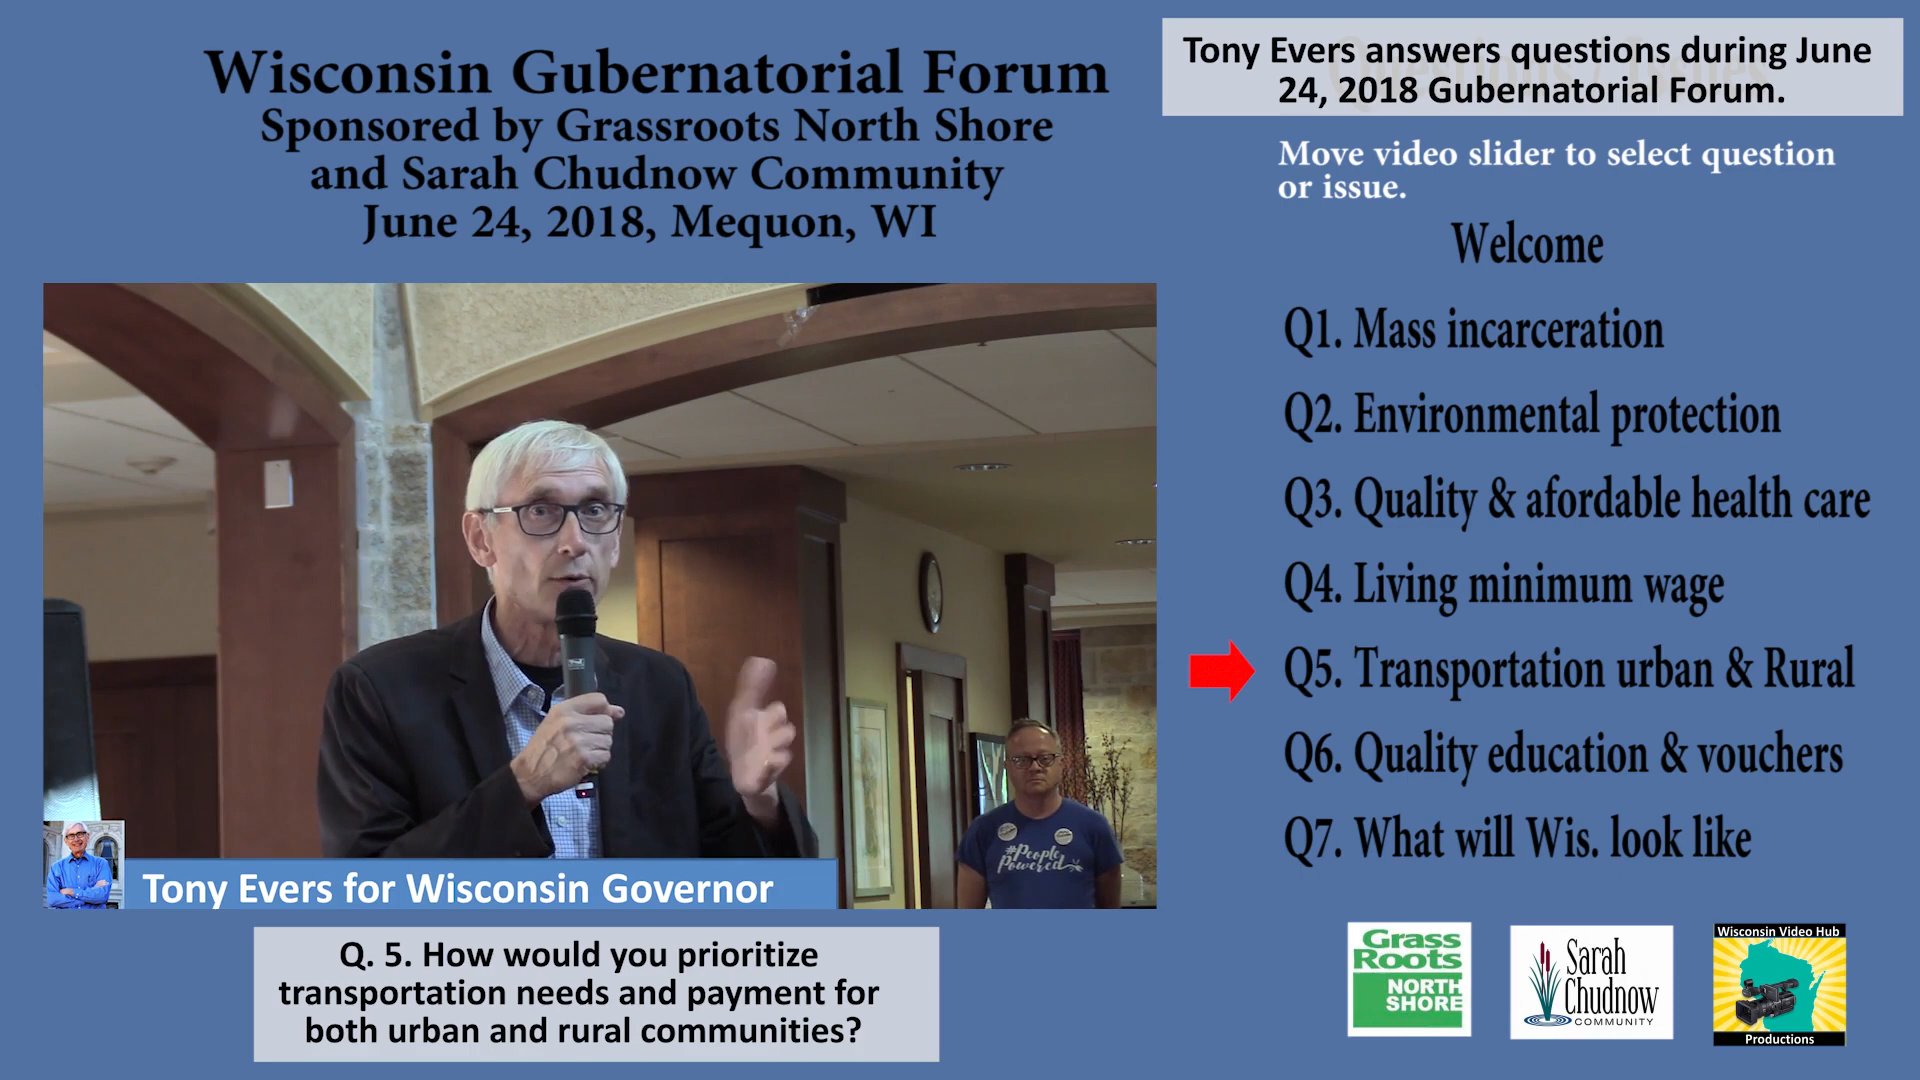 Wisconsin Gubernatorial Forum
Sponsored by Grassroots North Shore
and Sarah Chudnow Community
June 24, 2018, Mequon, WI
Tony Evers answers questions during June
24, 2018 Gubernatorial Forum.
Move video slider to select question
or issue.
Welcome
Q1. Mass incarceration
Q2. Environmental protection
Q3. Quality & afordable health care
Q4. Living minimum wage
Q5. Transportation urban & Rural
Q6. Quality education & vouchers
Q7. What will Wis. look like
#People
Powered
Tony Evers for Wisconsin Governor
Q. 5. How would you prioritize
transportation needs and payment for
both urban and rural communities?
Grass
Roots
NORTH
SHORE
Sarah
Chudnow
COMMUNITY
Wisconsin Video Hub
Productions